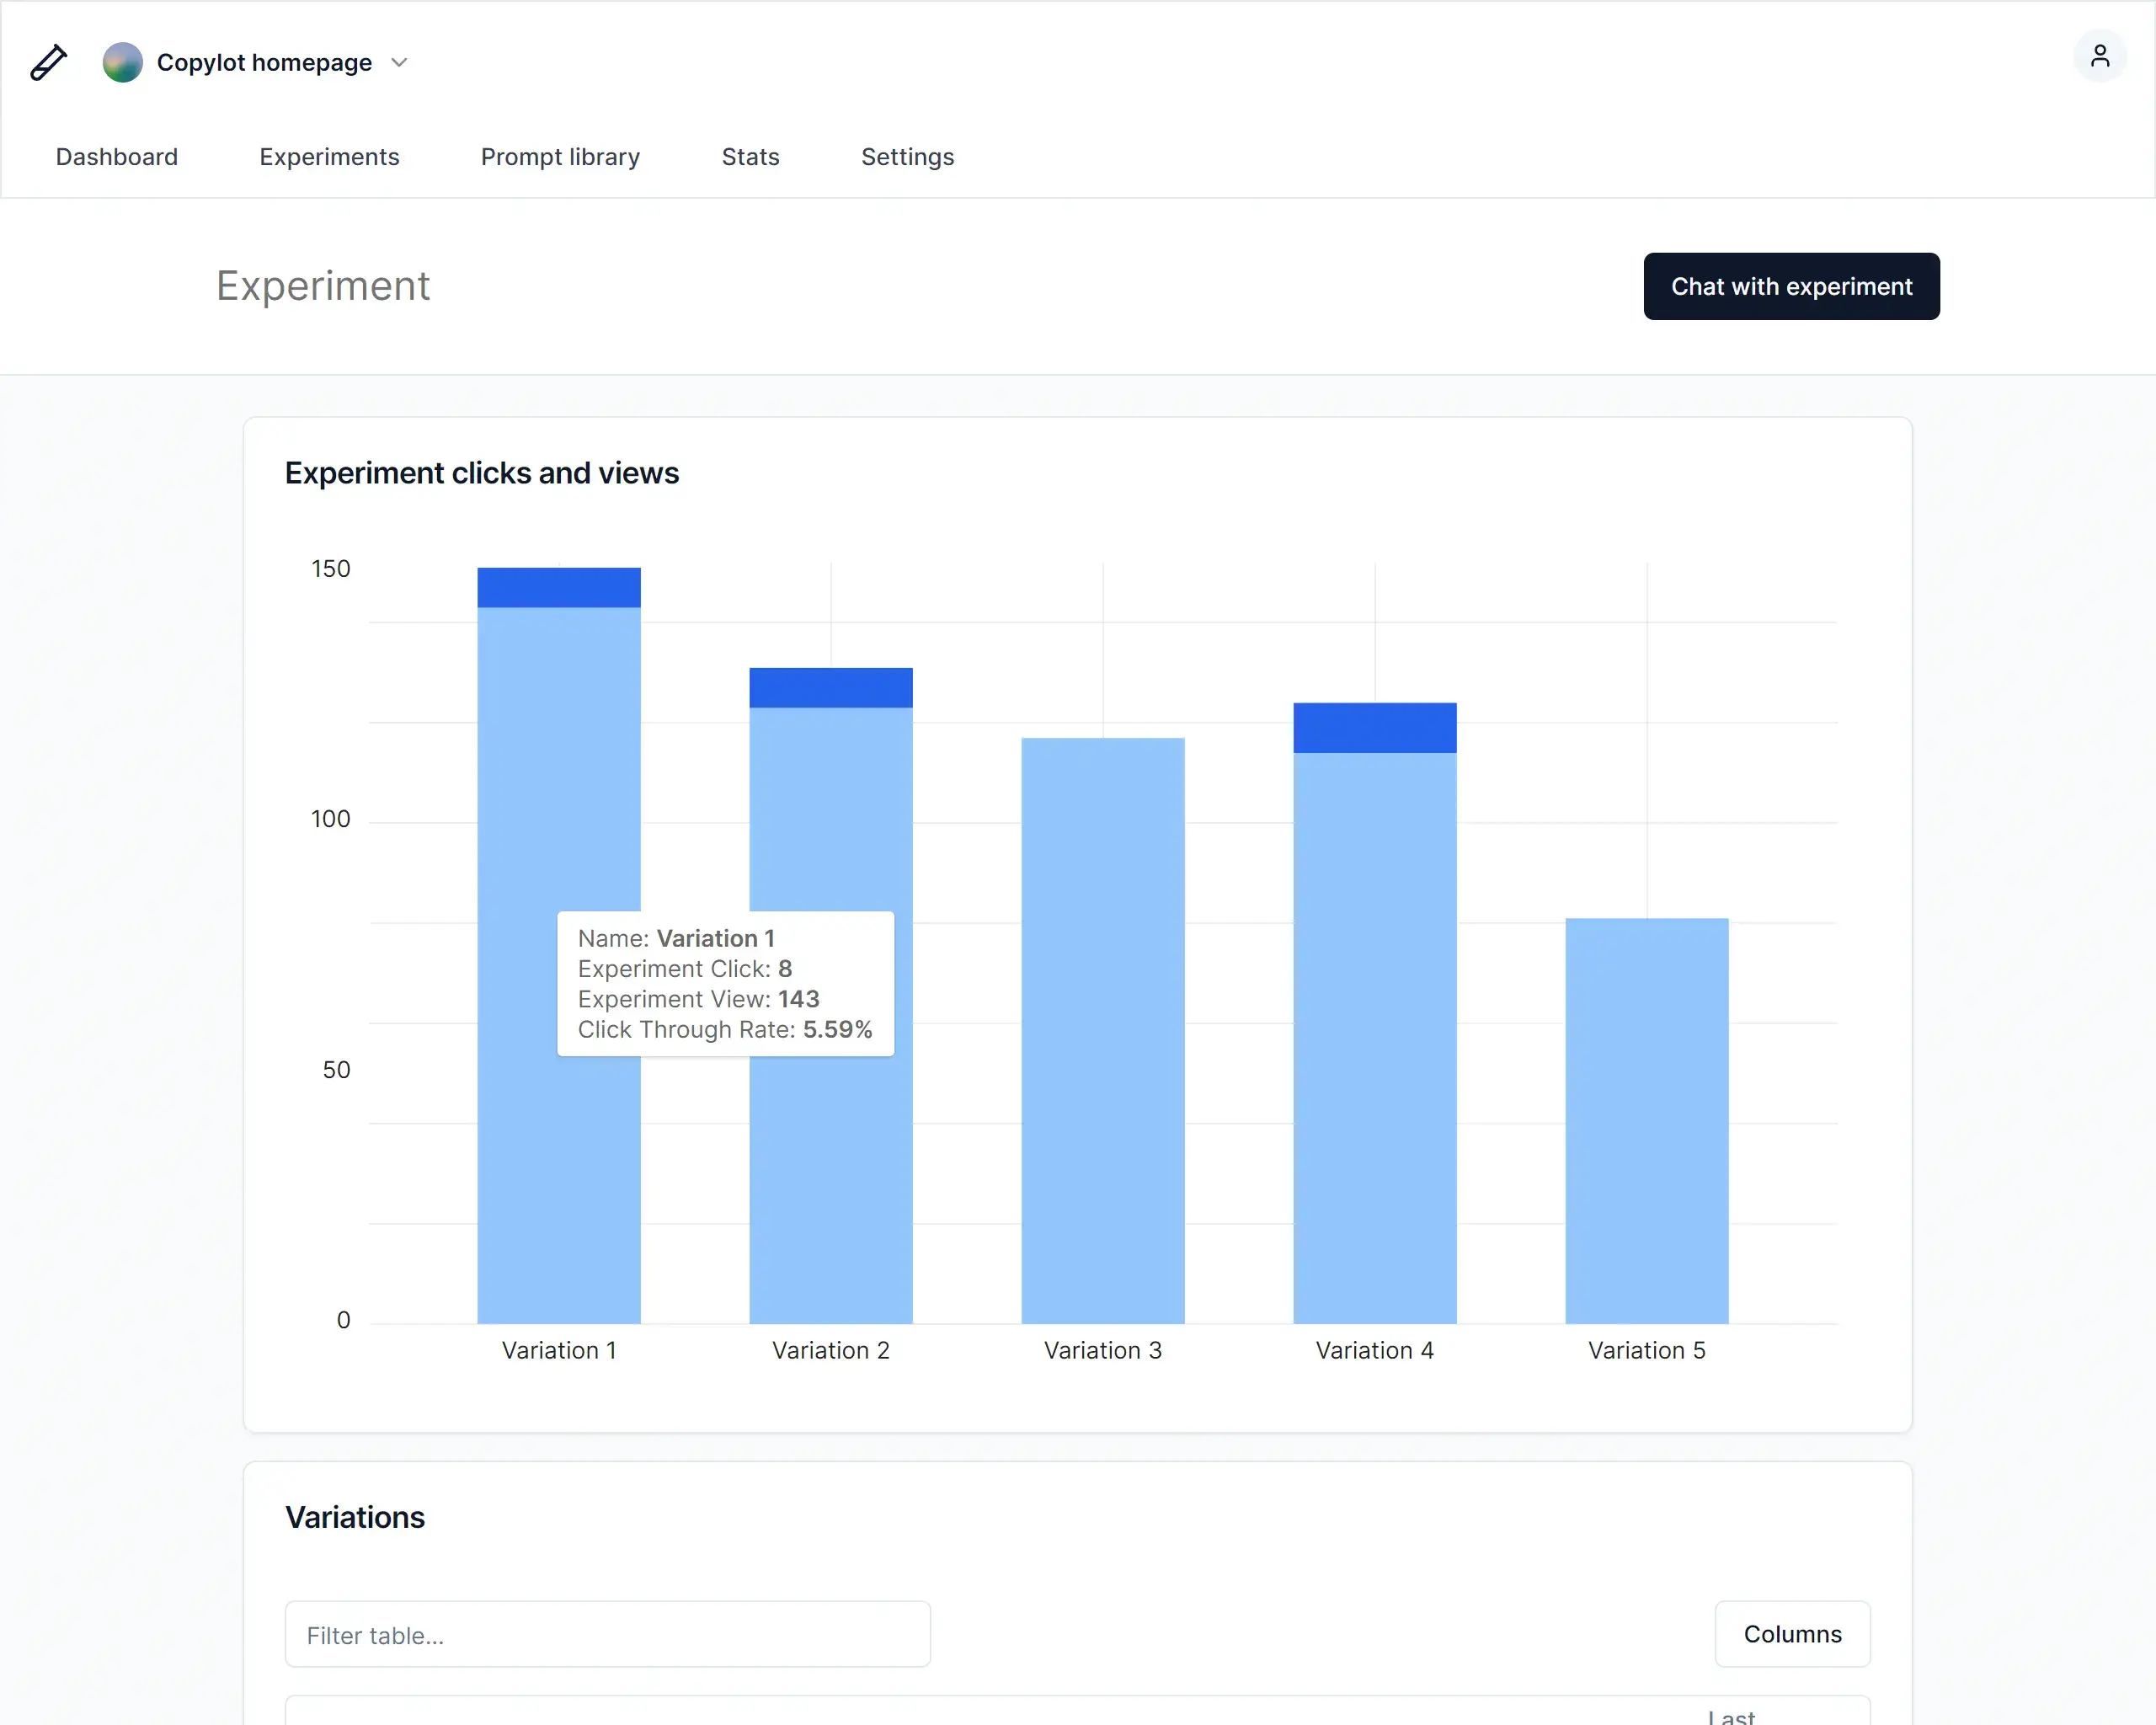 Copylot homepage
Dashboard
Experiments
Prompt library
Stats
Settings
Experiment
Chat with experiment
Experiment clicks and views
150
100
50
0
Name: Variation 1
Experiment Click: 8
Experiment View: 143
Click Through Rate: 5.59%
Variation 1
Variation 2
Variation 3
Variation 4
Variation 5
Variations
Filter table...
Columns
Last